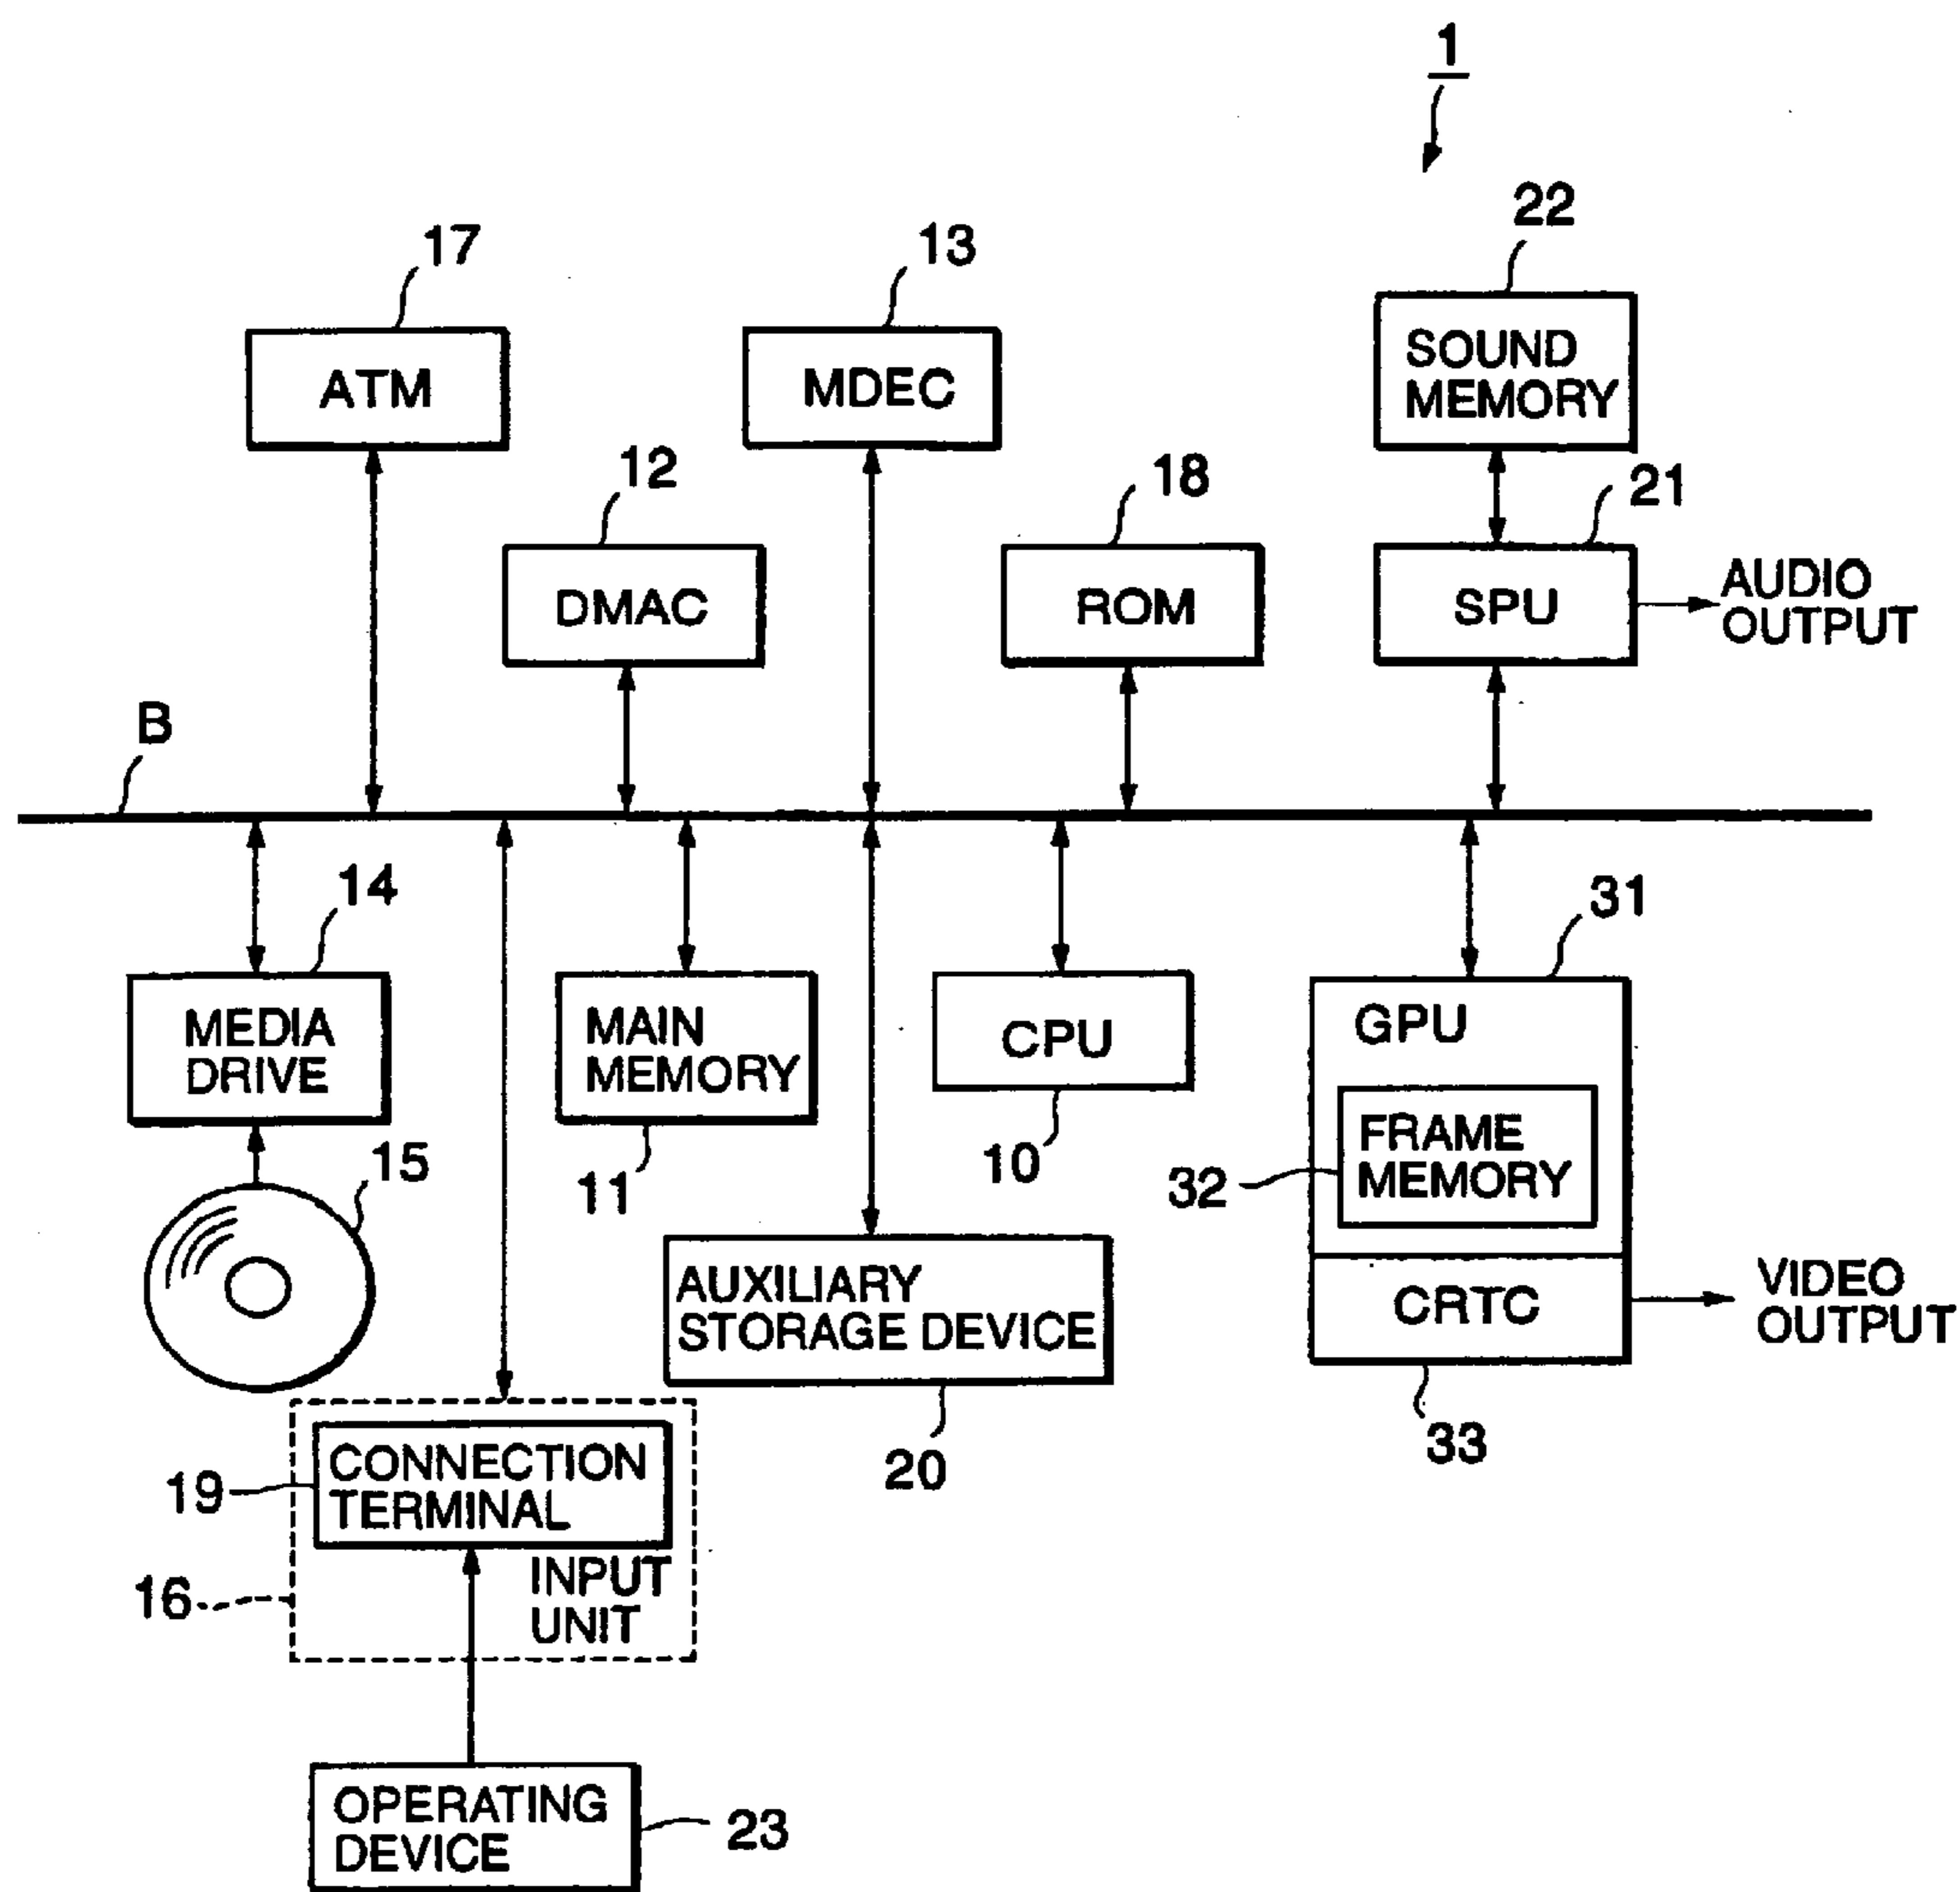 1
22
17
13
SOUND
MEMORY
ATM
MDEC
12
18
21
DMAC
ROM
SPU
AUDIO
OUTPUT
B
14
31
MEDIA
DRIVE
MAIN
MEMORY
CPU
GPU
15
11
10
32
FRAME
MEMORY
AUXILIARY
STORAGE DEVICE
CRTC
VIDEO
OUTPUT
20
33
19
CONNECTION
TERMINAL
16
INPUT
UNIT
OPERATING
DEVICE
23